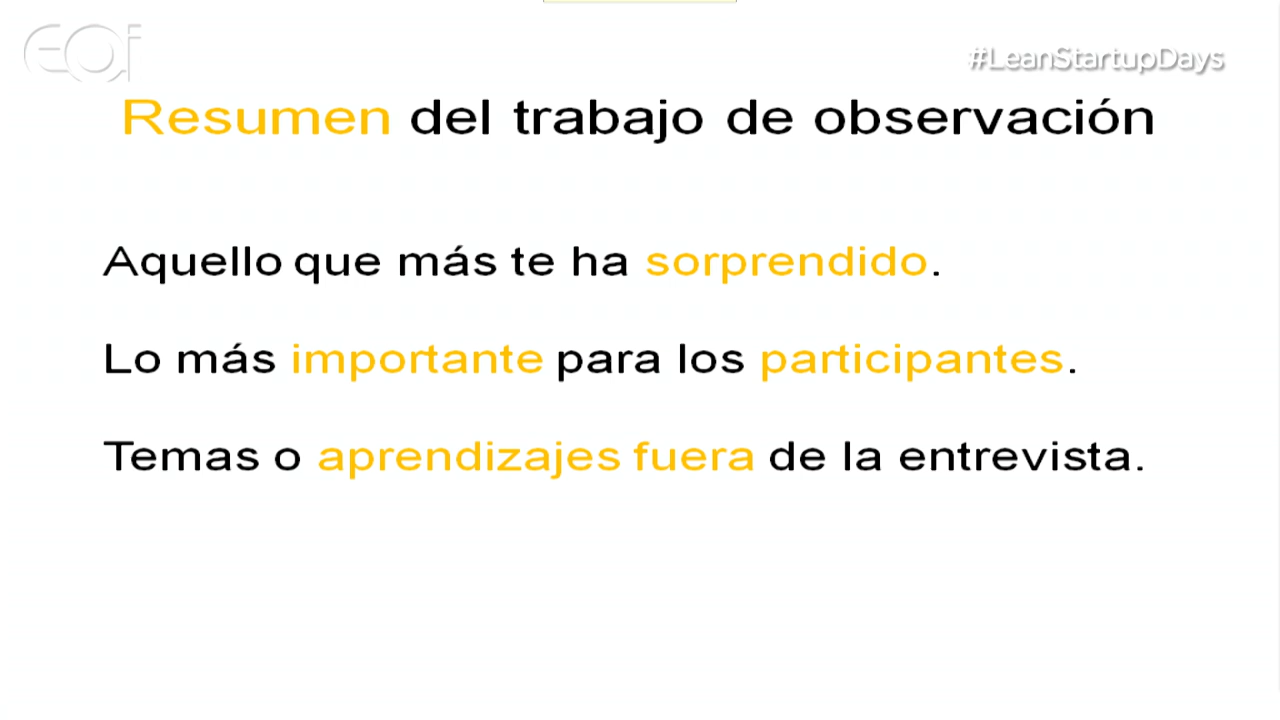 eoi
#LeanStartupDays
Resumen del trabajo de observación
Aquello que más te ha sorprendido.
Lo más importante para los participantes.
Temas o aprendizajes fuera de la entrevista.